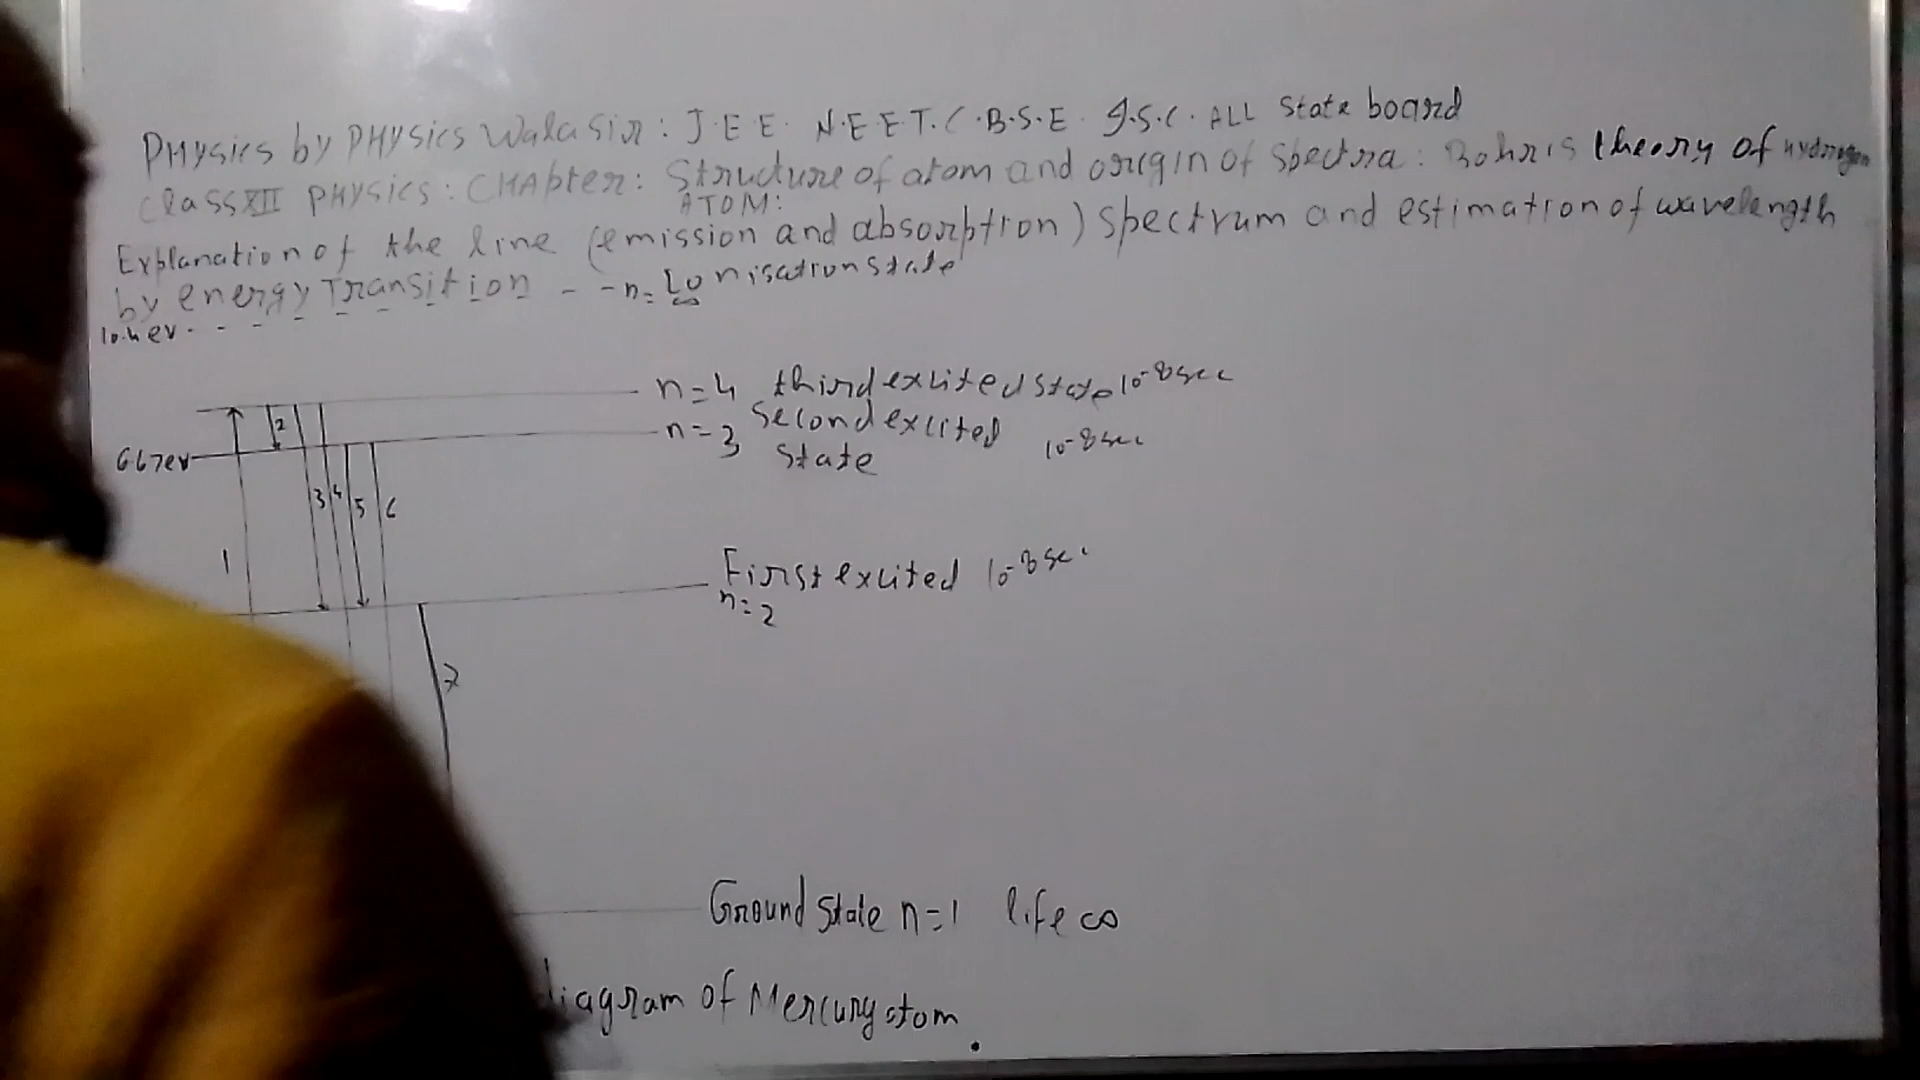 Physics by PHYSICS Wala Sir: J.E.E. N.E.E.T. C.B.S.E. I.S.C. ALL State board
Class XII PHYSICS: CHApter: Structure of atom and origin of Spectra: Bohr's theory of Hydrogen
ATOM:
Explanation of the line (emission and absorption) spectrum and estimation of wavelength
by energy Transition - - n=∞ Ionisation state
10.4 ev - - - - - - - -
n=4 third excited state 10-8 sec
n=3 Second excited 10-8 sec
state
6.67 ev
1 2 3 4 5 6
First excited 10-8 sec
n=2
7
Ground State n=1 life ∞
diagram of Mercury atom.